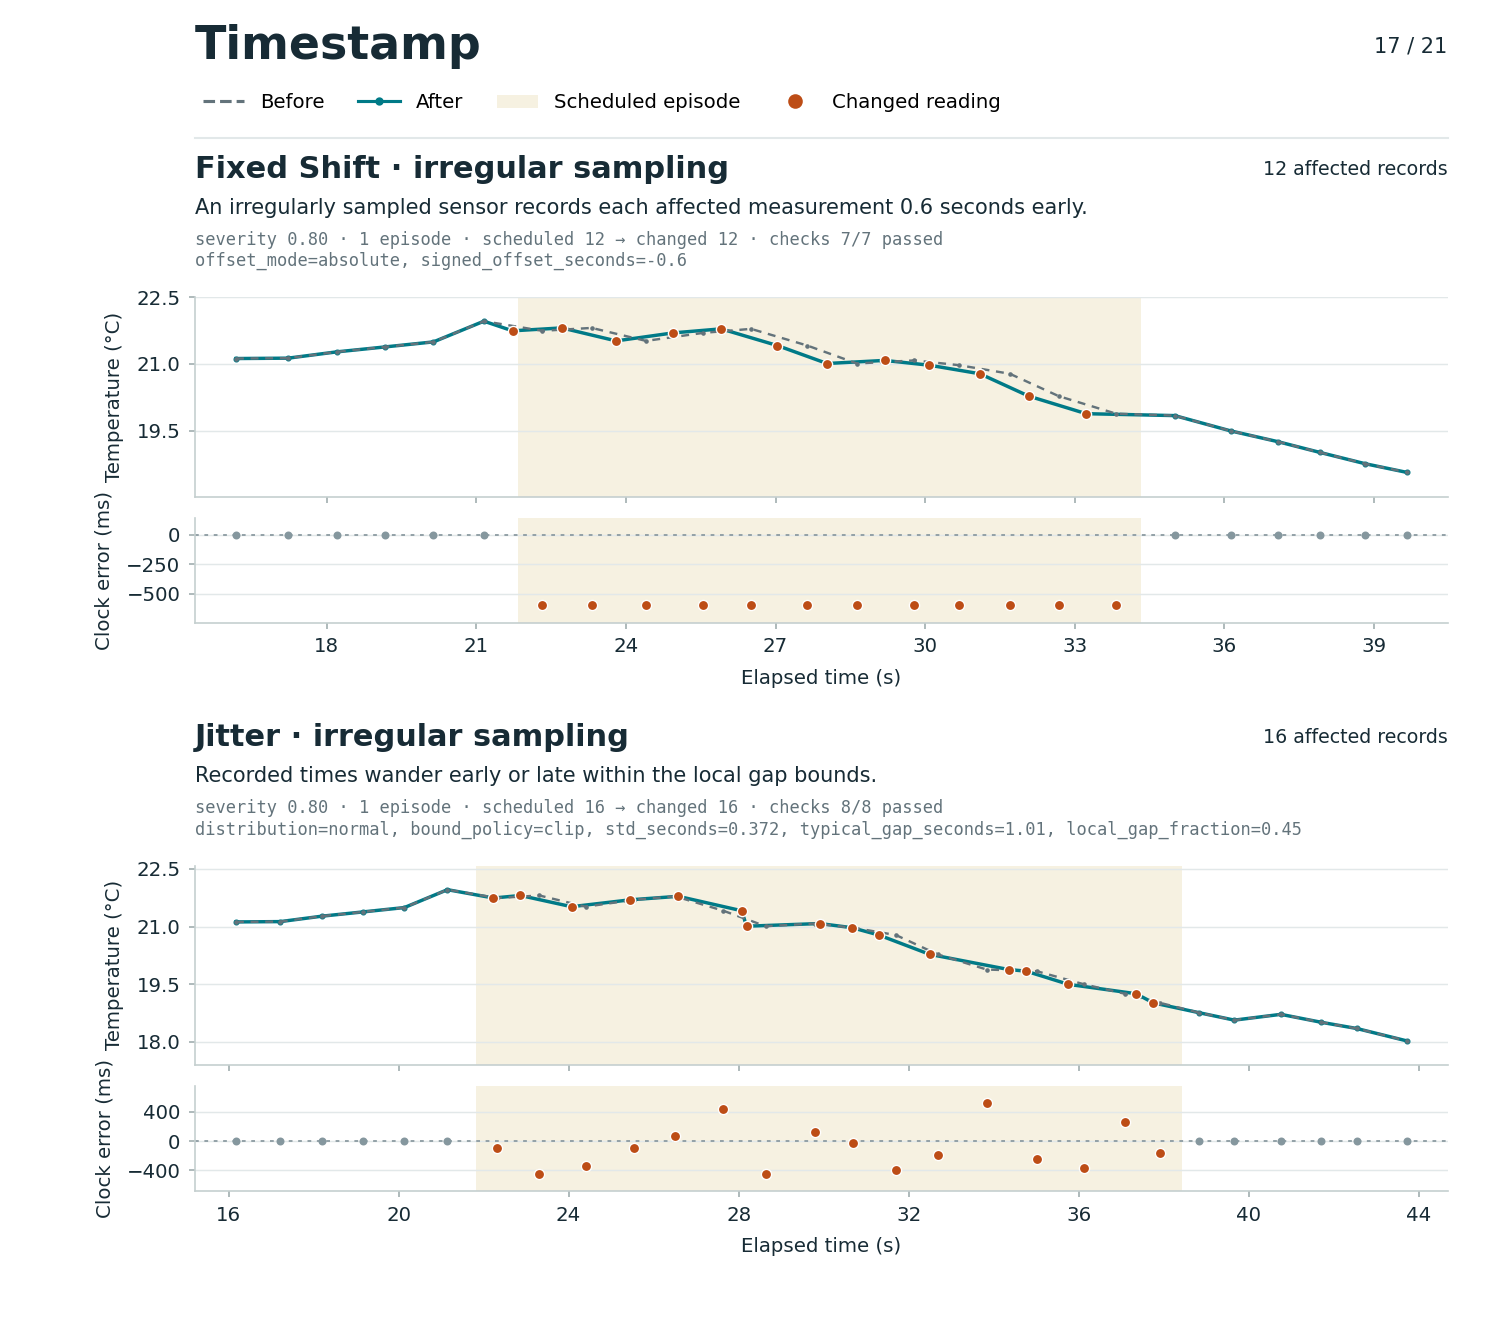 Timestamp
17 / 21
Before
After
Scheduled episode
Changed reading
Fixed Shift · irregular sampling
12 affected records
An irregularly sampled sensor records each affected measurement 0.6 seconds early.
severity 0.80 · 1 episode · scheduled 12 → changed 12 · checks 7/7 passed
offset_mode=absolute, signed_offset_seconds=-0.6
Temperature (°C)
22.5
21.0
19.5
Clock error (ms)
0
−250
−500
18
21
24
27
30
33
36
39
Elapsed time (s)
Jitter · irregular sampling
16 affected records
Recorded times wander early or late within the local gap bounds.
severity 0.80 · 1 episode · scheduled 16 → changed 16 · checks 8/8 passed
distribution=normal, bound_policy=clip, std_seconds=0.372, typical_gap_seconds=1.01, local_gap_fraction=0.45
Temperature (°C)
22.5
21.0
19.5
18.0
Clock error (ms)
400
0
−400
16
20
24
28
32
36
40
44
Elapsed time (s)